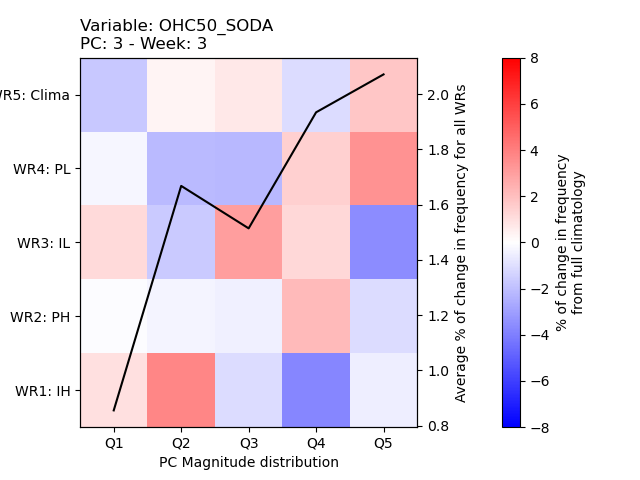 Variable: OHC50_SODA
PC: 3 - Week: 3
WR5: Clima
WR4: PL
WR3: IL
WR2: PH
WR1: IH
Q1 Q2 Q3 Q4 Q5
PC Magnitude distribution
2.0
1.8
1.6
1.4
1.2
1.0
0.8
Average % of change in frequency for all WRs
8
6
4
2
0
−2
−4
−6
−8
% of change in frequency
from full climatology